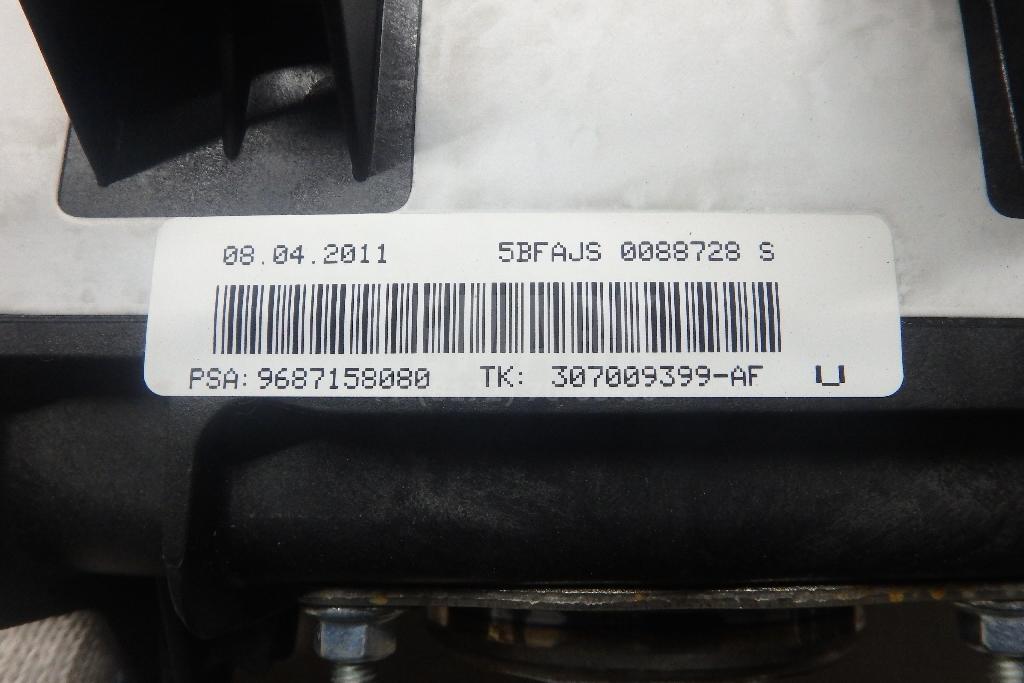 08.04.2011 5BFAJS 0088728 S
PSA: 9687158080 TK: 307009399-AF U